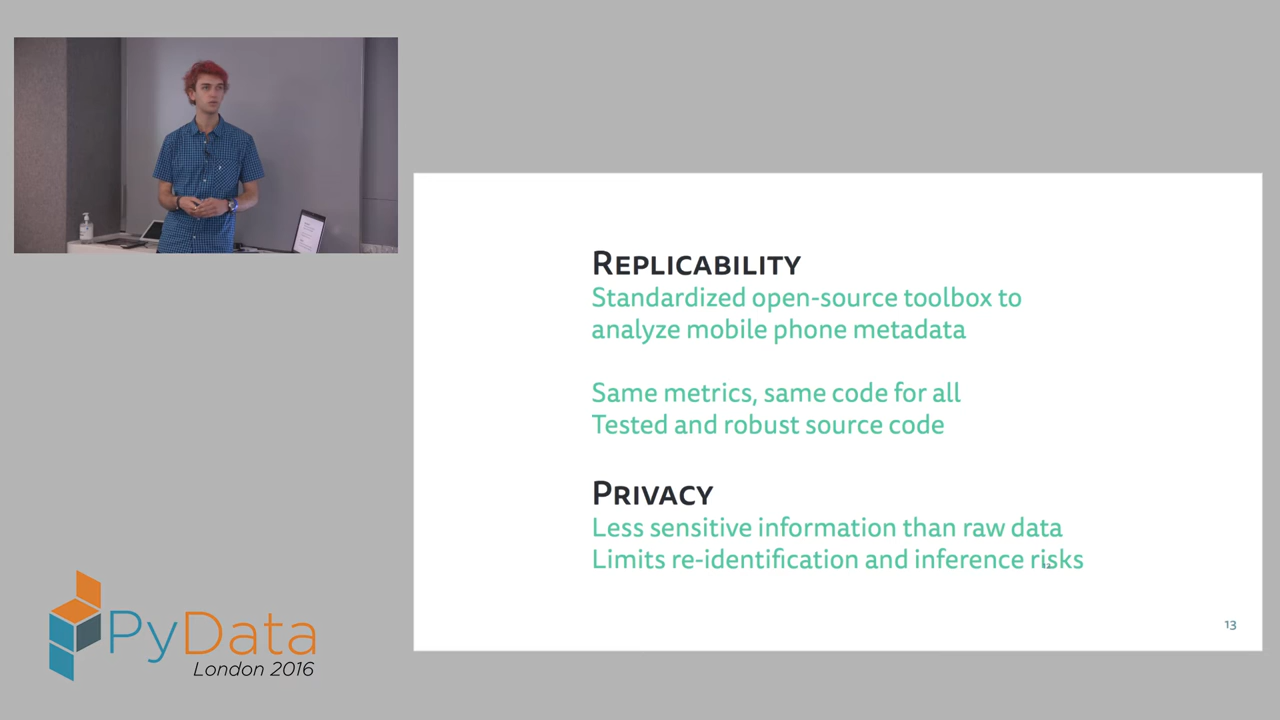 REPLICABILITY
Standardized open-source toolbox to
analyze mobile phone metadata
Same metrics, same code for all
Tested and robust source code
PRIVACY
Less sensitive information than raw data
Limits re-identification and inference risks
13
PyData
London 2016